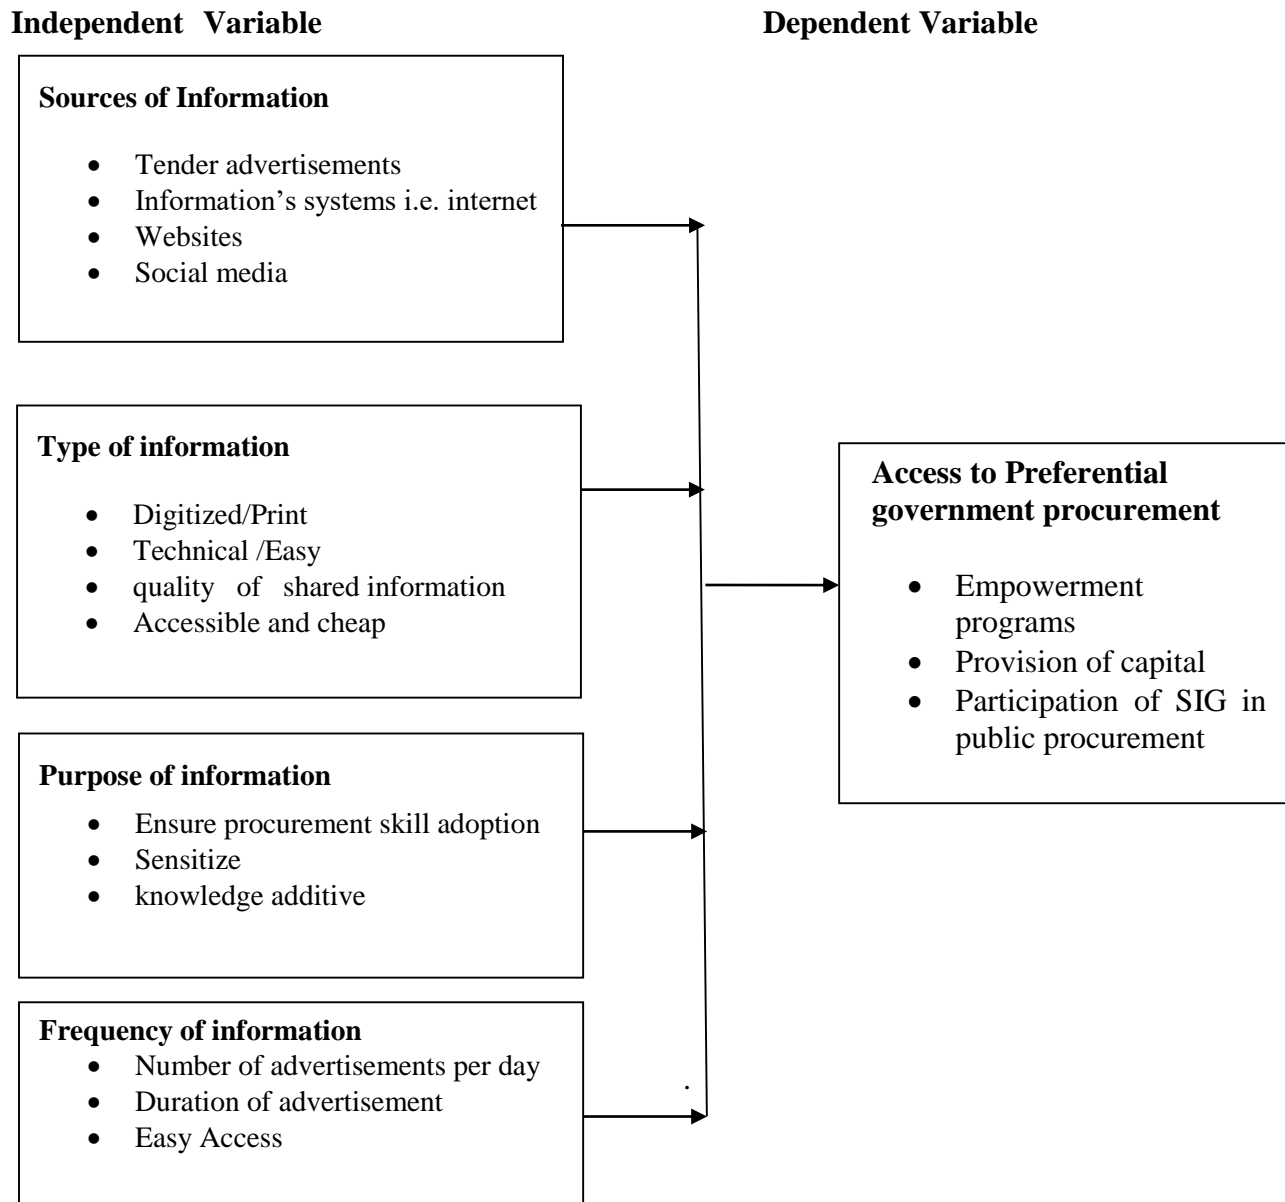 Independent Variable
Dependent Variable
Sources of Information
• Tender advertisements
• Information’s systems i.e. internet
• Websites
• Social media
Type of information
• Digitized/Print
• Technical /Easy
• quality of shared information
• Accessible and cheap
Purpose of information
• Ensure procurement skill adoption
• Sensitize
• knowledge additive
Frequency of information
• Number of advertisements per day
• Duration of advertisement
• Easy Access
.
Access to Preferential
government procurement
• Empowerment
programs
• Provision of capital
• Participation of SIG in
public procurement